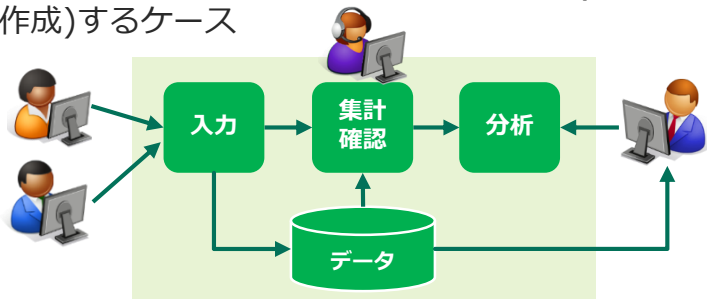 作成)するケース
入力
集計
確認
分析
データ